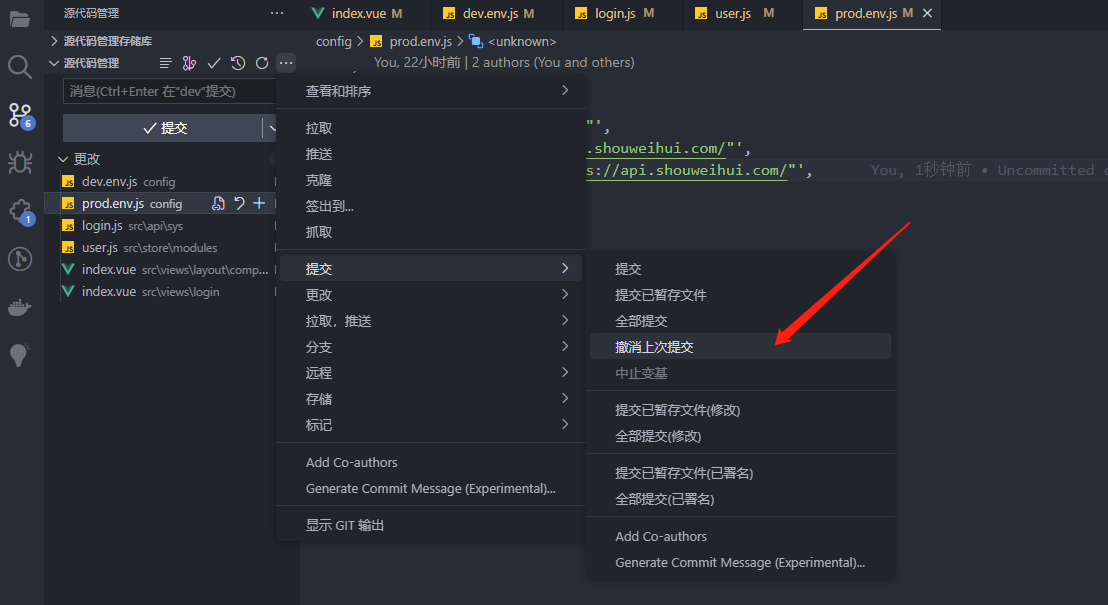 源代码管理 ···
index.vue M dev.env.js M login.js M user.js M prod.env.js M
源代码管理存储库
源代码管理
config > prod.env.js > <unknown>
You, 22小时前 | 2 authors (You and others)
消息(Ctrl+Enter 在"dev"提交)
提交
更改
dev.env.js config
prod.env.js config
login.js src\api\sys
user.js src\store\modules
index.vue src\views\layout\comp...
index.vue src\views\login
6
1
"',
.shouweihui.com/"',
s://api.shouweihui.com/"', You, 1秒钟前 • Uncommitted c
查看和排序
拉取
推送
克隆
签出到...
抓取
提交
更改
拉取，推送
分支
远程
存储
标记
Add Co-authors
Generate Commit Message (Experimental)...
显示 GIT 输出
提交
提交已暂存文件
全部提交
撤消上次提交
中止变基
提交已暂存文件(修改)
全部提交(修改)
提交已暂存文件(已署名)
全部提交(已署名)
Add Co-authors
Generate Commit Message (Experimental)...